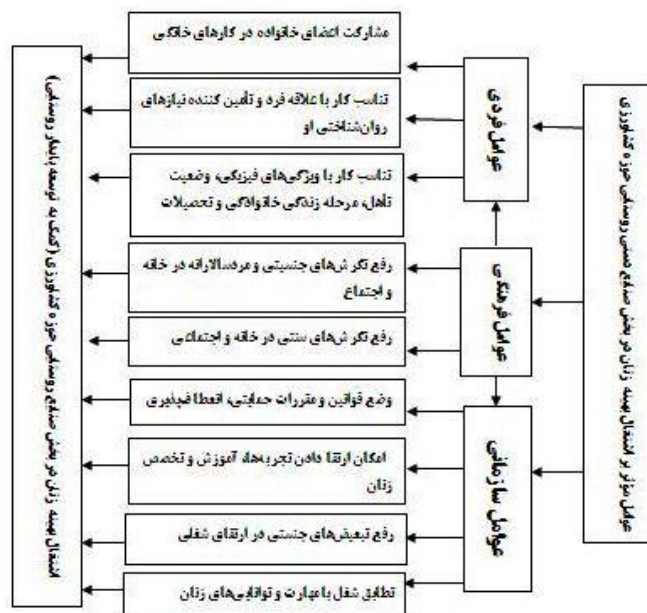 عوامل مؤثر بر اشتغال بهینه زنان در بخش صنایع دستی روستایی حوزه کشاورزی
عوامل فردی
عوامل فرهنگی
عوامل سازمانی
مشارکت اعضای خانواده در کارهای خانگی
تناسب کار با علاقه فرد و تأمین کننده نیازهای
روان‌شناختی او
تناسب کار با ویژگی‌های فیزیکی، وضعیت
تأهل، مرحله زندگی خانوادگی و تحصیلات
رفع نگرش‌های جنسیتی و مردسالارانه در خانه
و اجتماع
رفع نگرش‌های سنتی در خانه و اجتماعی
وضع قوانین و مقررات حمایتی، انعطاف‌پذیری
امکان ارتقا دادن تجربه‌ها، آموزش و تخصص
زنان
رفع تبعیض‌های جنسی در ارتقای شغلی
تطابق شغل با مهارت و توانایی‌های زنان
اشتغال بهینه زنان در بخش صنایع روستایی حوزه کشاورزی (کمک به توسعه پایدار روستایی)